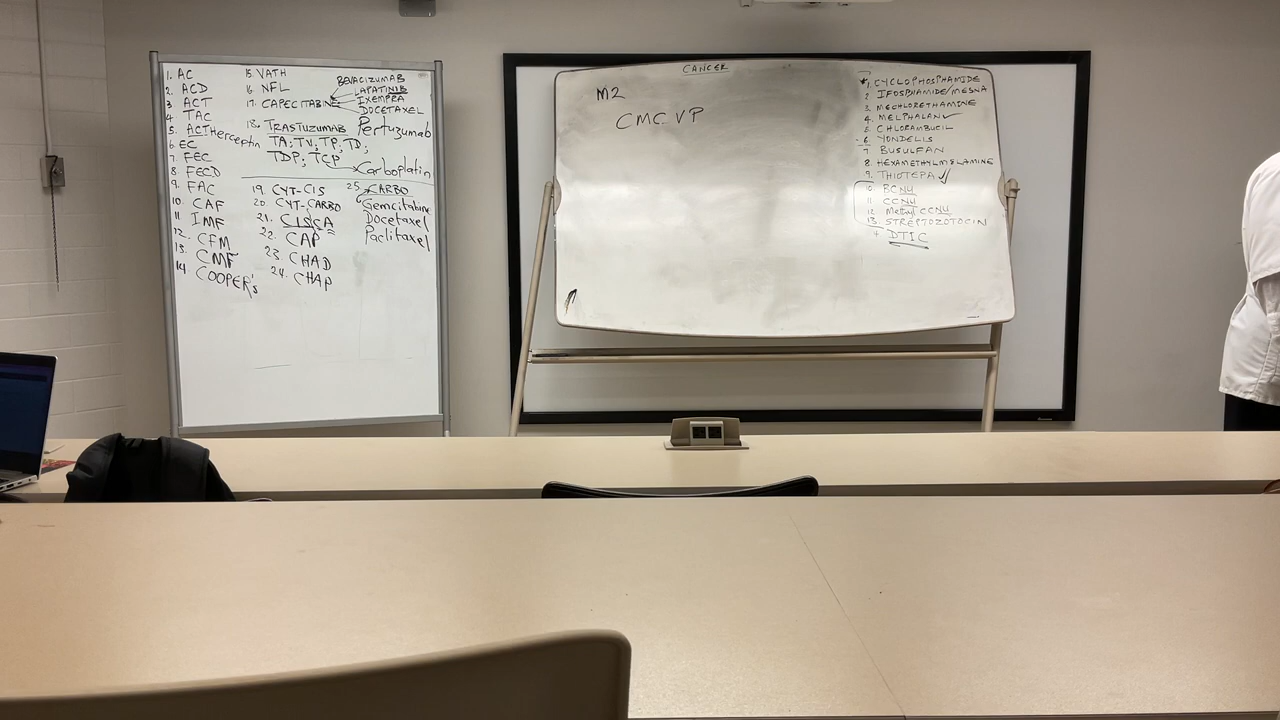 1. AC
2. ACD
3 ACT
4 TAC
5. ACTHerceptin
6. EC
7. FEC
8 FECD
9. FAC
10. CAF
11 IMF
12. CFM
13. CMF
14. COOPER's
15. VATH
16. NFL
17. CAPECITABINE
BEVACIZUMAB
LAPATINIB
IXEMPRA
DOCETAXEL
18. TRASTUZUMAB Pertuzumab
TA, TV, TP, TD,
TDP, TCP
Carboplatin
19. CYT-CIS
20. CYT-CARBO
21. CISCA
22. CAP
23. CHAD
24. CHAP
25 CARBO
Gemcitabine
Docetaxel
Paclitaxel
CANCER
M2
CMCVP
1. CYCLOPHOSPHAMIDE
2 IFOSPHAMIDE/MESNA
3. MECHLORETHAMINE
4. MELPHALAN
5 CHLORAMBUCIL
6 YONDELIS
7 BUSULFAN
8. HEXAMETHYLMELAMINE
9. THIOTEPA
10 BCNU
11 CCNU
12 Methyl CCNU
13. STREPTOZOTOCIN
DTIC